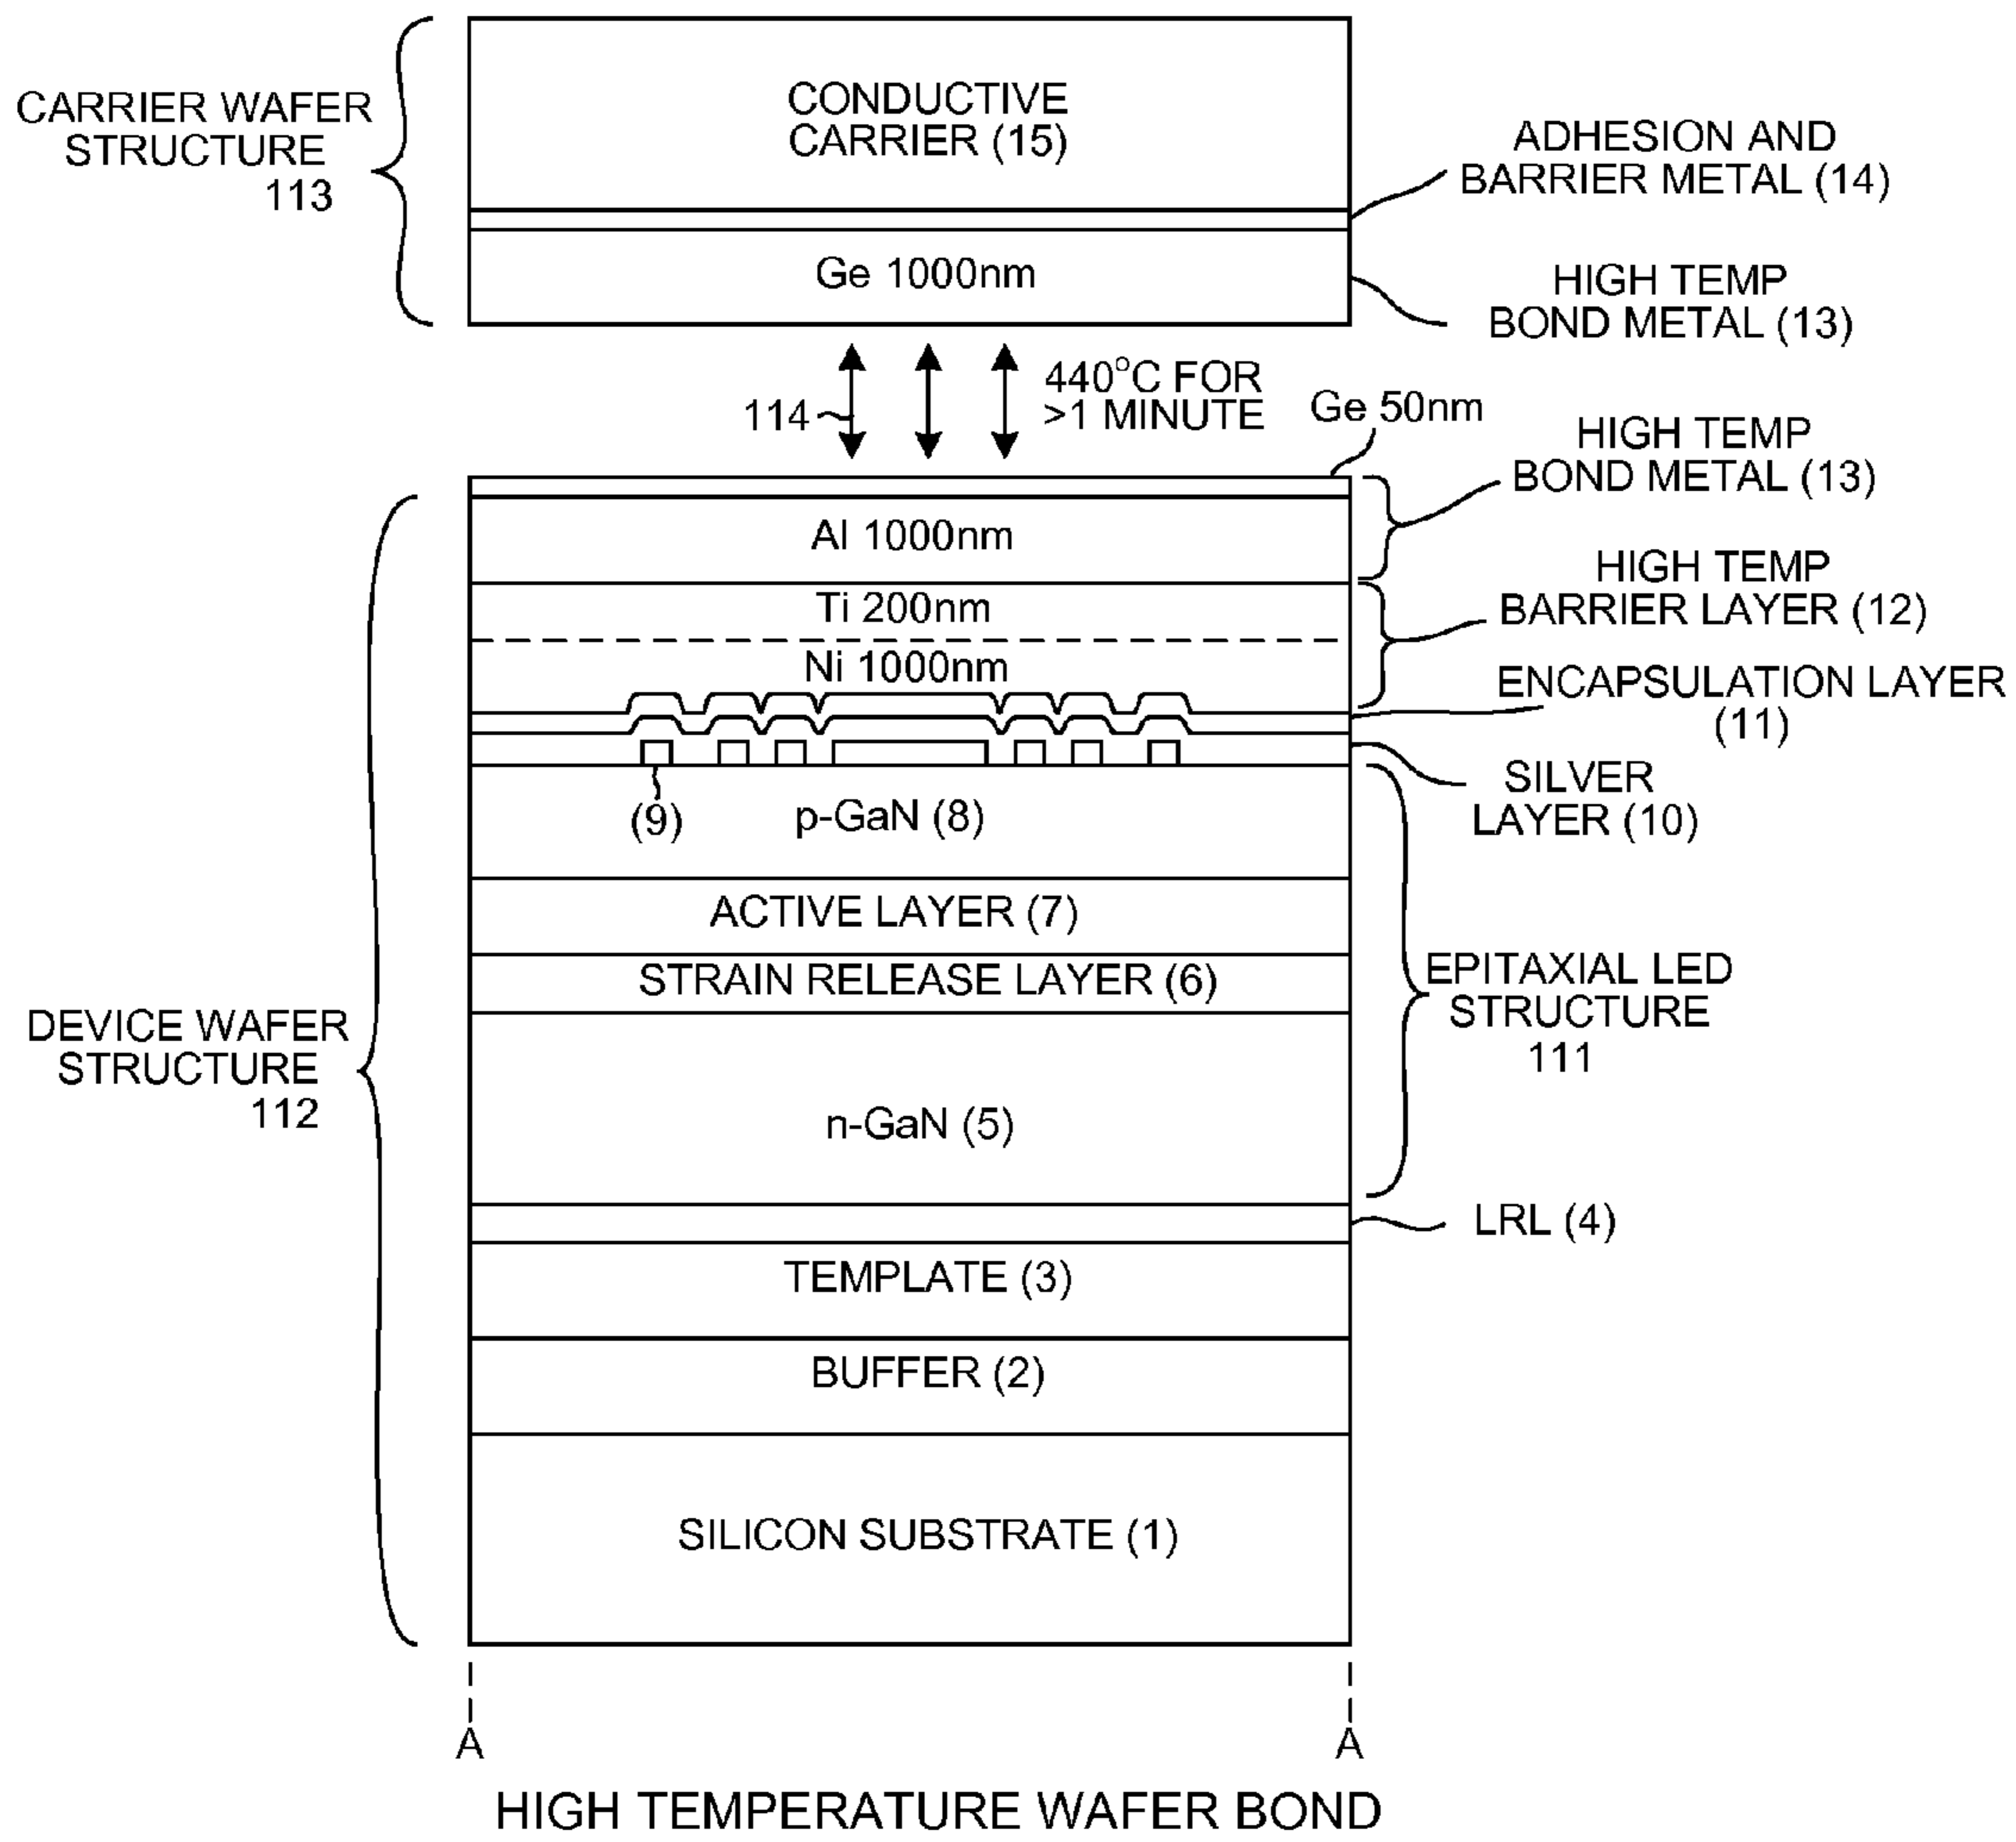 CONDUCTIVE
CARRIER (15)
CARRIER WAFER
STRUCTURE
113
ADHESION AND
BARRIER METAL (14)
Ge 1000nm
HIGH TEMP
BOND METAL (13)
114
440°C FOR
>1 MINUTE
Ge 50nm
HIGH TEMP
BOND METAL (13)
Al 1000nm
HIGH TEMP
BARRIER LAYER (12)
Ti 200nm
Ni 1000nm
ENCAPSULATION LAYER
(11)
SILVER
LAYER (10)
(9)
p-GaN (8)
ACTIVE LAYER (7)
STRAIN RELEASE LAYER (6)
EPITAXIAL LED
STRUCTURE
111
DEVICE WAFER
STRUCTURE
112
n-GaN (5)
LRL (4)
TEMPLATE (3)
BUFFER (2)
SILICON SUBSTRATE (1)
A
A
HIGH TEMPERATURE WAFER BOND